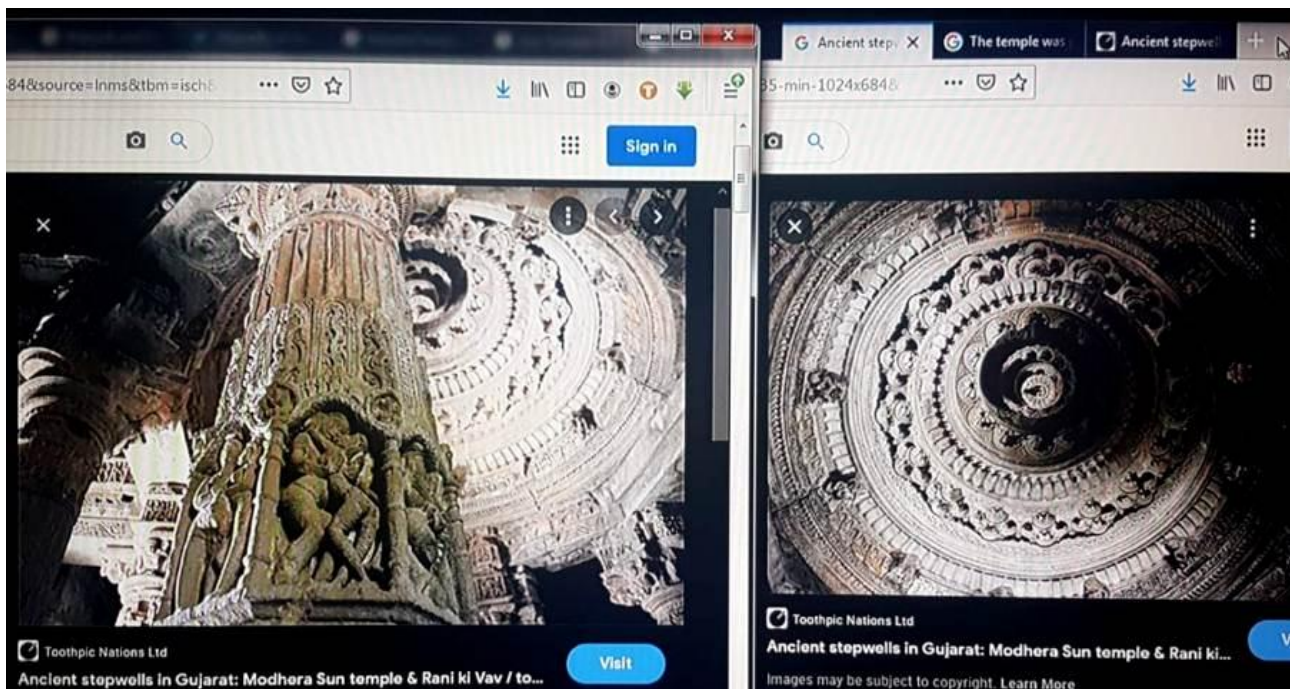 Ancient step
The temple was
Ancient stepwell
84&source=lnms&tbm=isch&
35-min-1024x684&
Sign in
Toothpic Nations Ltd
Ancient stepwells in Gujarat: Modhera Sun temple & Rani ki Vav / to...
Visit
Toothpic Nations Ltd
Ancient stepwells in Gujarat: Modhera Sun temple & Rani ki...
Images may be subject to copyright. Learn More